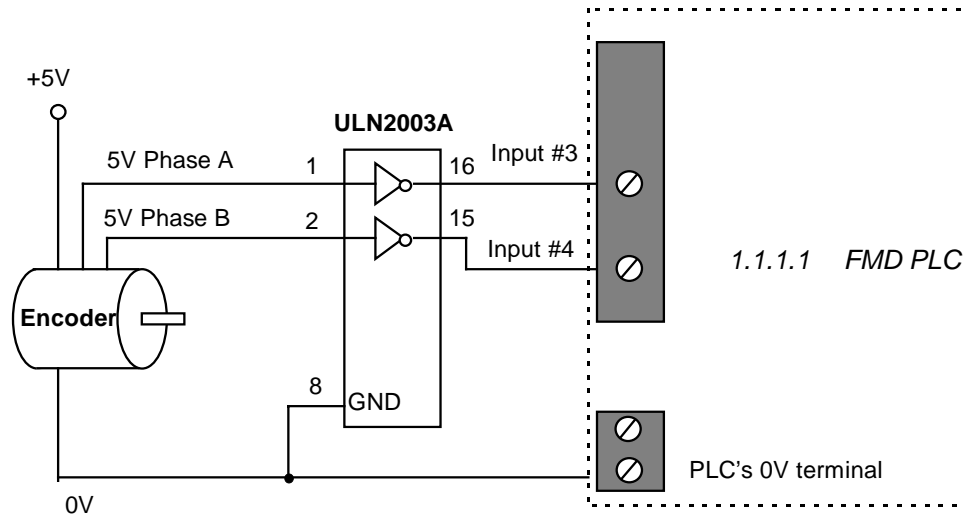 +5V
ULN2003A
5V Phase A
1
16
Input #3
5V Phase B
2
15
Input #4
1.1.1.1 FMD PLC
Encoder
8
GND
PLC's 0V terminal
0V